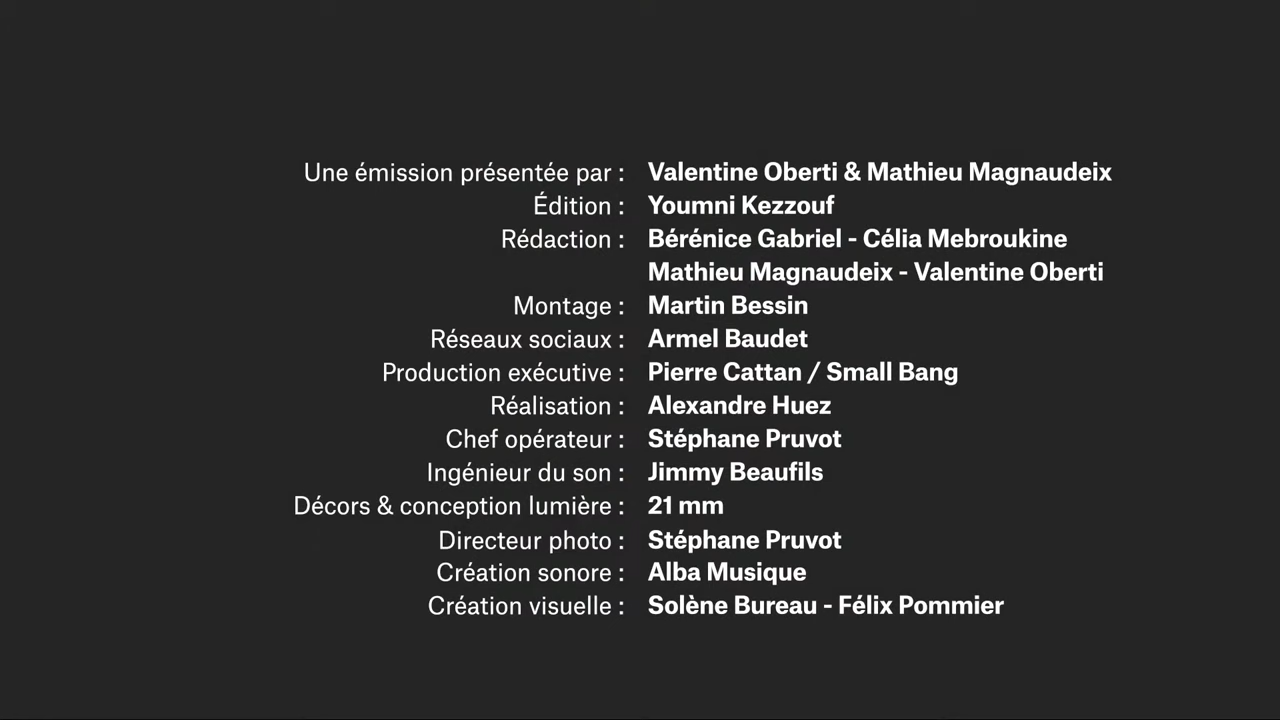 Une émission présentée par : Valentine Oberti & Mathieu Magnaudeix
Édition : Youmni Kezzouf
Rédaction : Bérénice Gabriel - Célia Mebroukine
Mathieu Magnaudeix - Valentine Oberti
Montage : Martin Bessin
Réseaux sociaux : Armel Baudet
Production exécutive : Pierre Cattan / Small Bang
Réalisation : Alexandre Huez
Chef opérateur : Stéphane Pruvot
Ingénieur du son : Jimmy Beaufils
Décors & conception lumière : 21 mm
Directeur photo : Stéphane Pruvot
Création sonore : Alba Musique
Création visuelle : Solène Bureau - Félix Pommier